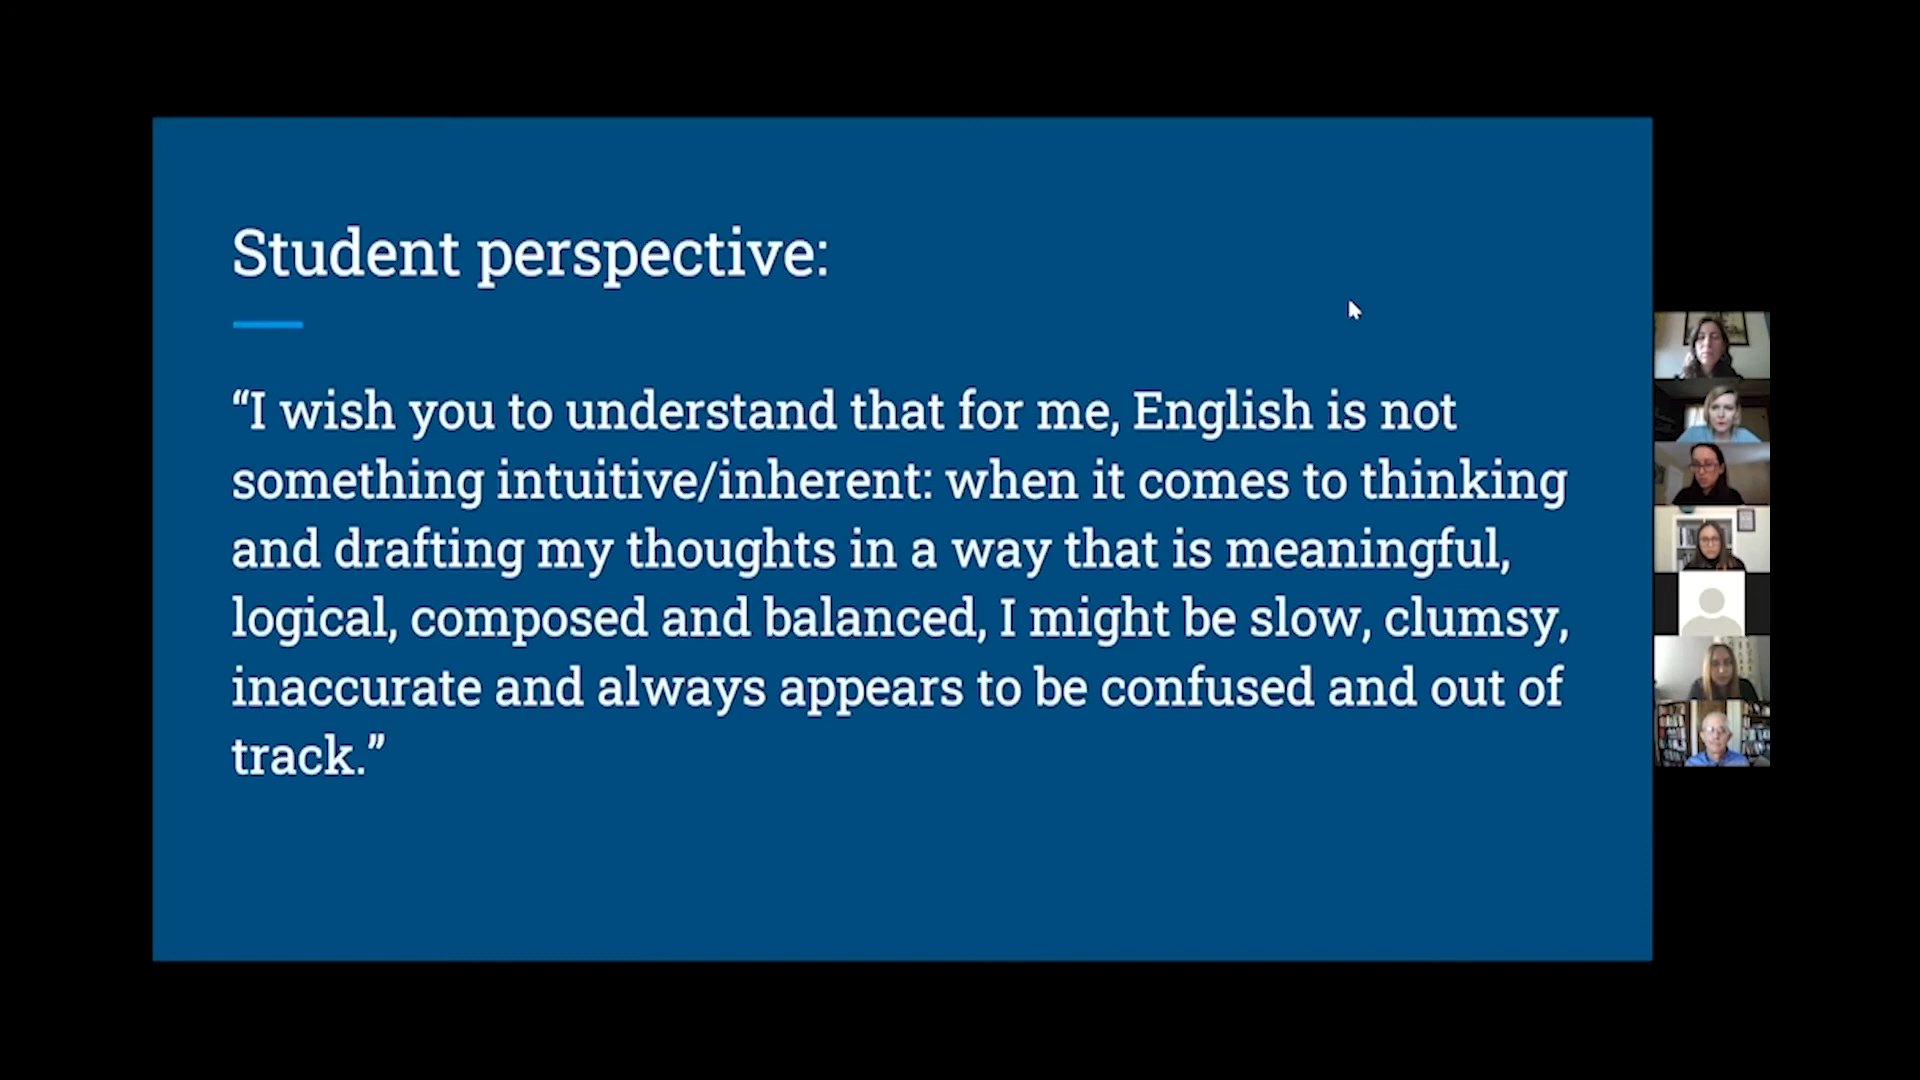 Student perspective:
“I wish you to understand that for me, English is not
something intuitive/inherent: when it comes to thinking
and drafting my thoughts in a way that is meaningful,
logical, composed and balanced, I might be slow, clumsy,
inaccurate and always appears to be confused and out of
track.”